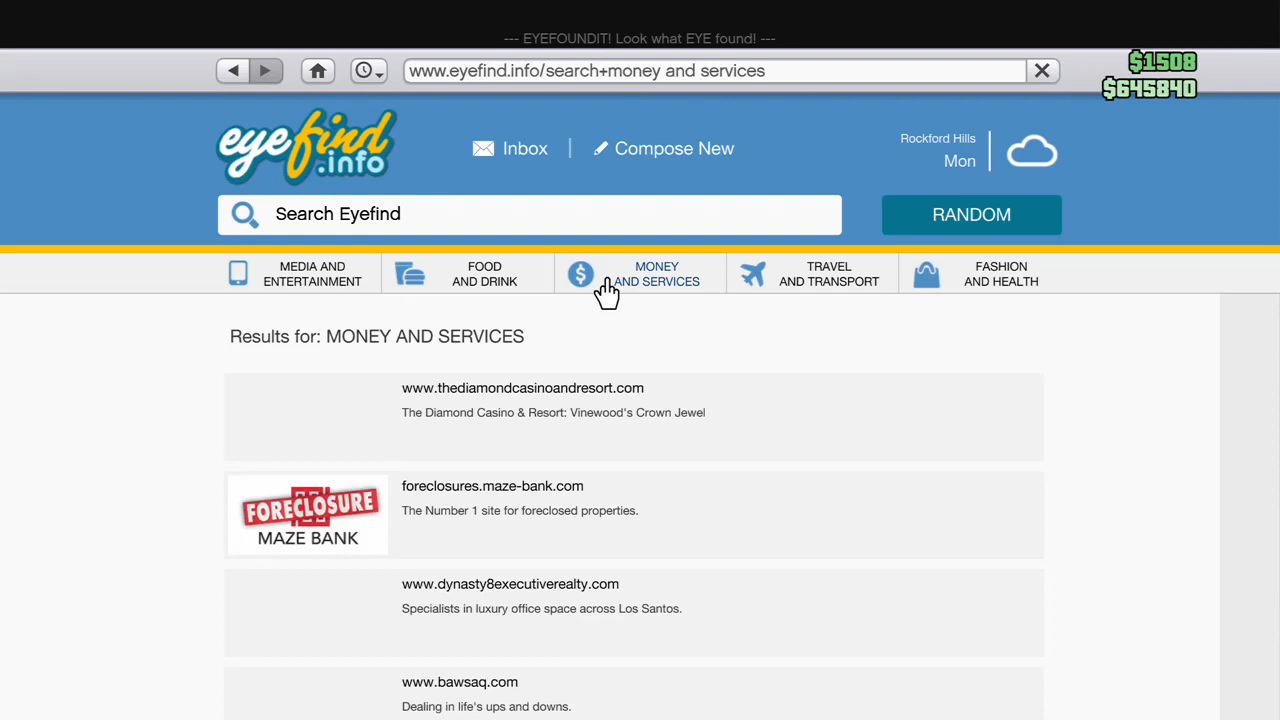 --- EYEFOUNDIT! Look what EYE found! ---
www.eyefind.info/search+money and services
$1508
$645840
eyefind
.info
Inbox
Compose New
Rockford Hills
Mon
Search Eyefind
RANDOM
MEDIA AND
ENTERTAINMENT
FOOD
AND DRINK
MONEY
AND SERVICES
TRAVEL
AND TRANSPORT
FASHION
AND HEALTH
Results for: MONEY AND SERVICES
www.thediamondcasinoandresort.com
The Diamond Casino & Resort: Vinewood's Crown Jewel
FORECLOSURE
MAZE BANK
foreclosures.maze-bank.com
The Number 1 site for foreclosed properties.
www.dynasty8executiverealty.com
Specialists in luxury office space across Los Santos.
www.bawsaq.com
Dealing in life's ups and downs.